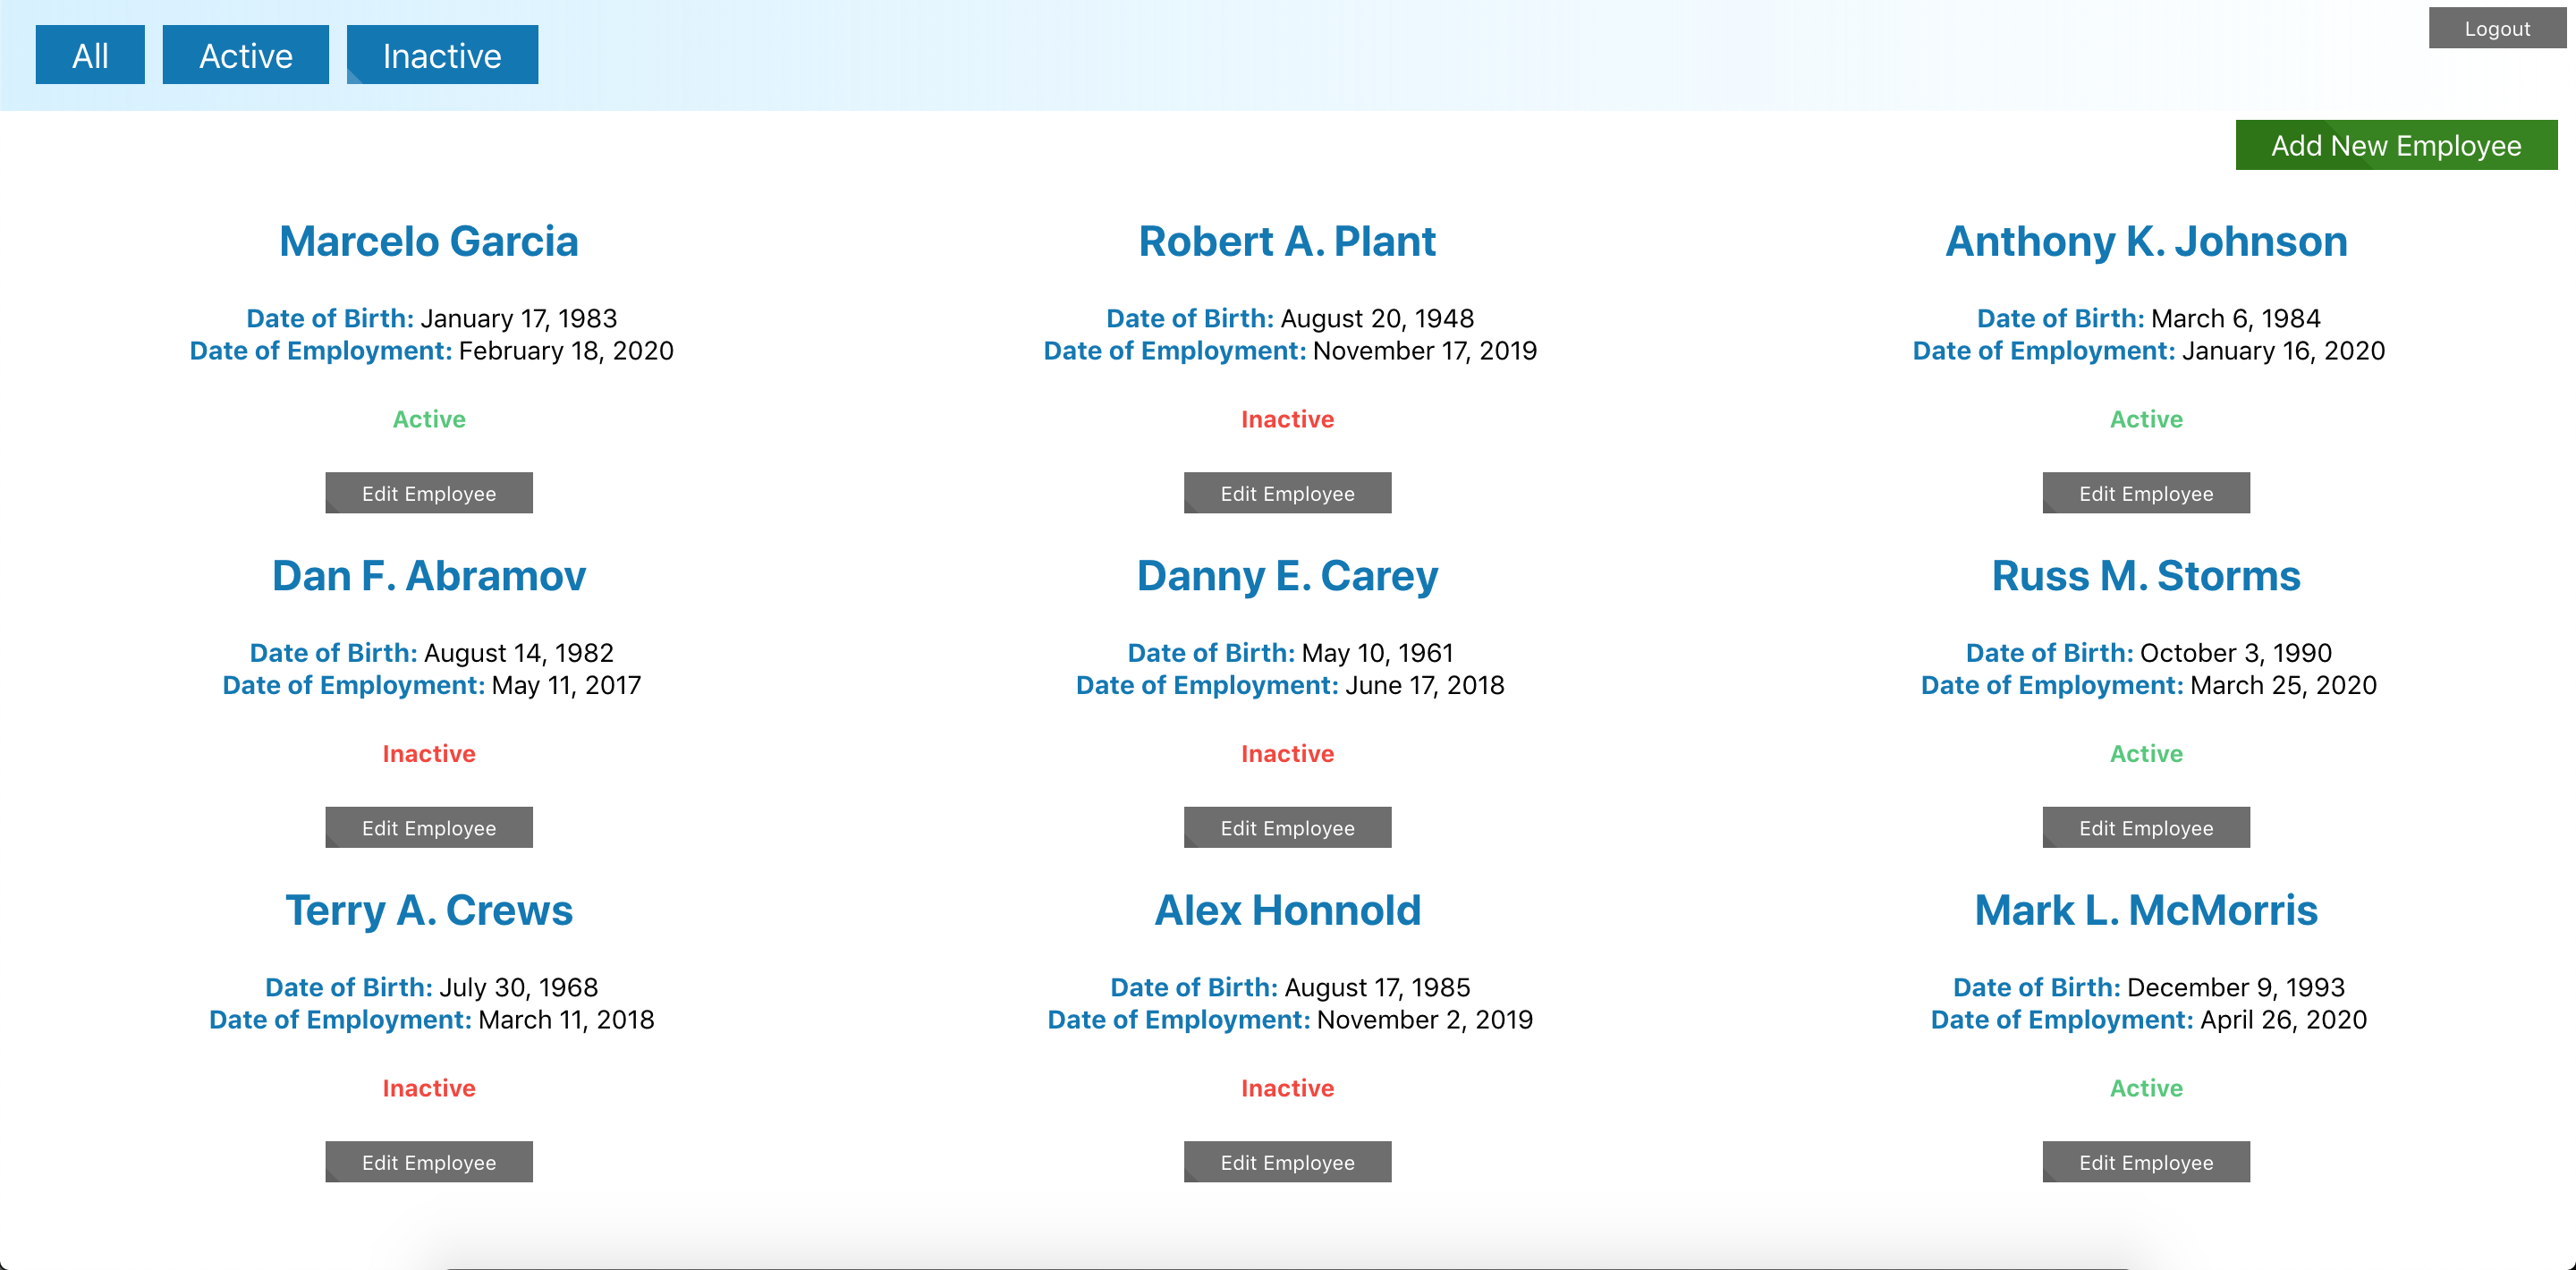 All Active Inactive Logout
Add New Employee
Marcelo Garcia
Date of Birth: January 17, 1983
Date of Employment: February 18, 2020
Active
Edit Employee
Robert A. Plant
Date of Birth: August 20, 1948
Date of Employment: November 17, 2019
Inactive
Edit Employee
Anthony K. Johnson
Date of Birth: March 6, 1984
Date of Employment: January 16, 2020
Active
Edit Employee
Dan F. Abramov
Date of Birth: August 14, 1982
Date of Employment: May 11, 2017
Inactive
Edit Employee
Danny E. Carey
Date of Birth: May 10, 1961
Date of Employment: June 17, 2018
Inactive
Edit Employee
Russ M. Storms
Date of Birth: October 3, 1990
Date of Employment: March 25, 2020
Active
Edit Employee
Terry A. Crews
Date of Birth: July 30, 1968
Date of Employment: March 11, 2018
Inactive
Edit Employee
Alex Honnold
Date of Birth: August 17, 1985
Date of Employment: November 2, 2019
Inactive
Edit Employee
Mark L. McMorris
Date of Birth: December 9, 1993
Date of Employment: April 26, 2020
Active
Edit Employee